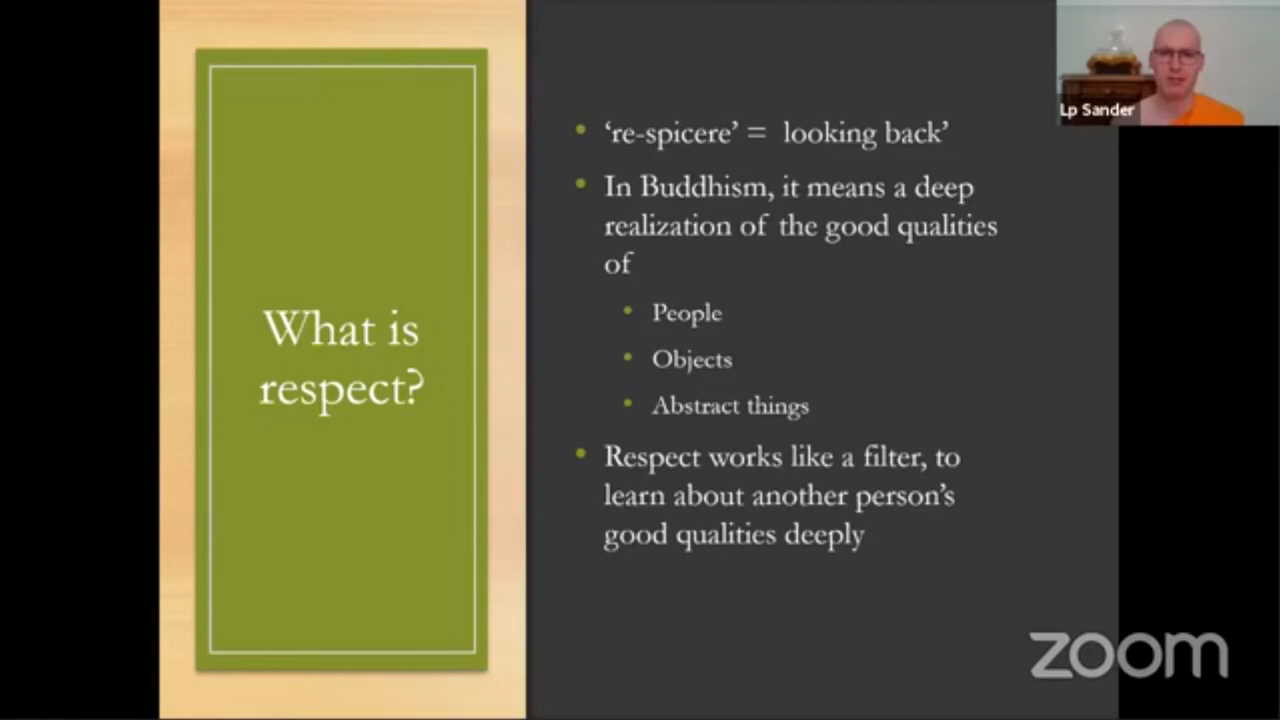 What is
respect?
‘re-spicere’ = looking back’
In Buddhism, it means a deep
realization of the good qualities
of
People
Objects
Abstract things
Respect works like a filter, to
learn about another person’s
good qualities deeply
Lp Sander
zoom